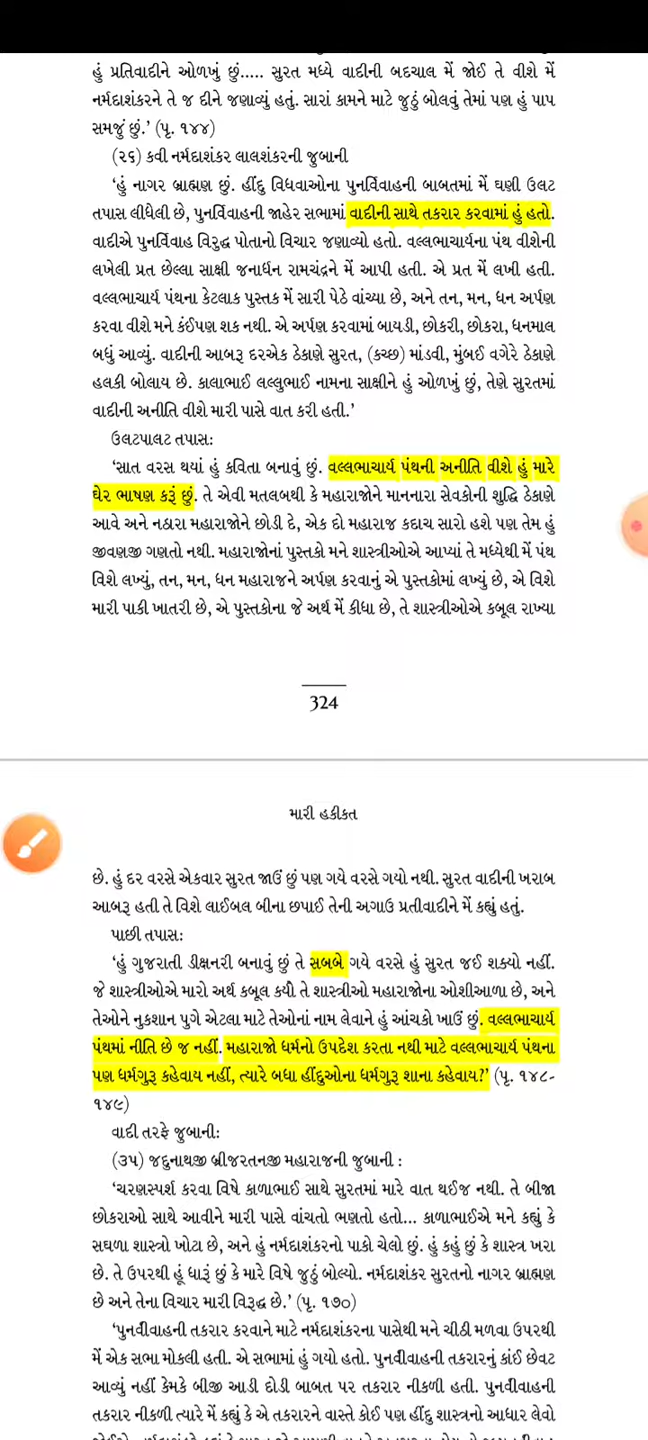 હું પ્રતિવાદીને ઓળખું છું..... સુરત મધ્યે વાદીની બદચાલ મેં જોઈ તે વીશે મેં
નર્મદાશંકરને તે જ દીને જણાવ્યું હતું. સારાં કામને માટે જુઠું બોલવું તેમાં પણ હું પાપ
સમજું છું.’ (પૃ. ૧૪૪)
(૨૬) કવી નર્મદાશંકર લાલશંકરની જુબાની
‘હું નાગર બ્રાહ્મણ છું. હીંદુ વિધવાઓના પુનર્વિવાહની બાબતમાં મેં ઘણી ઉલટ
તપાસ લીધેલી છે, પુનર્વિવાહની જાહેર સભામાં વાદીની સાથે તકરાર કરવામાં હું હતો.
વાદીએ પુનર્વિવાહ વિરુદ્ધ પોતાનો વિચાર જણાવ્યો હતો. વલ્લભાચાર્યના પંથ વીશેની
લખેલી પ્રત છેલ્લા સાક્ષી જનાર્ધન રામચંદ્રને મેં આપી હતી. એ પ્રત મેં લખી હતી.
વલ્લભાચાર્ય પંથના કેટલાક પુસ્તક મેં સારી પેઠે વાંચ્યા છે, અને તન, મન, ધન અર્પણ
કરવા વીશે મને કંઈપણ શક નથી. એ અર્પણ કરવામાં બાયડી, છોકરી, છોકરા, ધનમાલ
બધું આવ્યું. વાદીની આબરૂ દરએક ઠેકાણે સુરત, (કચ્છ) માંડવી, મુંબઈ વગેરે ઠેકાણે
હલકી બોલાય છે. કાલાભાઈ લલ્લુભાઈ નામના સાક્ષીને હું ઓળખું છું, તેણે સુરતમાં
વાદીની અનીતિ વીશે મારી પાસે વાત કરી હતી.’
ઉલટપાલટ તપાસ:
‘સાત વરસ થયાં હું કવિતા બનાવું છું. વલ્લભાચાર્ય પંથની અનીતિ વીશે હું મારે
ઘેર ભાષણ કરૂં છું. તે એવી મતલબથી કે મહારાજોને માનનારા સેવકોની શુદ્ધિ ઠેકાણે
આવે અને નઠારા મહારાજોને છોડી દે, એક દો મહારાજ કદાચ સારો હશે પણ તેમ હું
જીવણજી ગણતો નથી. મહારાજોનાં પુસ્તકો મને શાસ્ત્રીઓએ આપ્યાં તે મધ્યેથી મેં પંથ
વિશે લખ્યું, તન, મન, ધન મહારાજને અર્પણ કરવાનું એ પુસ્તકોમાં લખ્યું છે, એ વિશે
મારી પાકી ખાતરી છે, એ પુસ્તકોના જે અર્થ મેં કીધા છે, તે શાસ્ત્રીઓએ કબૂલ રાખ્યા
324
મારી હકીકત
છે. હું દર વરસે એકવાર સુરત જાઉં છું પણ ગયે વરસે ગયો નથી. સુરત વાદીની ખરાબ
આબરૂ હતી તે વિશે લાઈબલ બીના છપાઈ તેની અગાઉ પ્રતીવાદીને મેં કહ્યું હતું.
પાછી તપાસ:
‘હું ગુજરાતી ડીક્ષનરી બનાવું છું તે સબબે ગયે વરસે હું સુરત જઈ શક્યો નહીં.
જે શાસ્ત્રીઓએ મારો અર્થ કબૂલ કર્યો તે શાસ્ત્રીઓ મહારાજોના ઓશીઆળા છે, અને
તેઓને નુકશાન પુગે એટલા માટે તેઓનાં નામ લેવાને હું આંચકો ખાઉં છું. વલ્લભાચાર્ય
પંથમાં નીતિ છે જ નહીં. મહારાજો ધર્મનો ઉપદેશ કરતા નથી માટે વલ્લભાચાર્ય પંથના
પણ ધર્મગુરૂ કહેવાય નહીં, ત્યારે બધા હીંદુઓના ધર્મગુરૂ શાના કહેવાય?’ (પૃ. ૧૪૮-
૧૪૯)
વાદી તરફે જુબાની:
(૩૫) જદુનાથજી બ્રીજરતનજી મહારાજની જુબાની :
‘ચરણસ્પર્શ કરવા વિષે કાળાભાઈ સાથે સુરતમાં મારે વાત થઈજ નથી. તે બીજા
છોકરાઓ સાથે આવીને મારી પાસે વાંચતો ભણતો હતો... કાળાભાઈએ મને કહ્યું કે
સઘળા શાસ્ત્રો ખોટા છે, અને હું નર્મદાશંકરનો પાકો ચેલો છું. હું કહું છું કે શાસ્ત્ર ખરા
છે. તે ઉપરથી હૂં ધારૂં છું કે મારે વિષે જુઠું બોલ્યો. નર્મદાશંકર સુરતનો નાગર બ્રાહ્મણ
છે અને તેના વિચાર મારી વિરૂદ્ધ છે.’ (પૃ. ૧૭૦)
‘પુનર્વીવાહની તકરાર કરવાને માટે નર્મદાશંકરના પાસેથી મને ચીઠી મળવા ઉપરથી
મેં એક સભા મોકલી હતી. એ સભામાં હું ગયો હતો. પુનર્વીવાહની તકરારનું કાંઈ છેવટ
આવ્યું નહીં કેમકે બીજી આડી દોડી બાબત પર તકરાર નીકળી હતી. પુનર્વીવાહની
તકરાર નીકળી ત્યારે મેં કહ્યું કે એ તકરારને વાસ્તે કોઈ પણ હીંદુ શાસ્ત્રનો આધાર લેવો